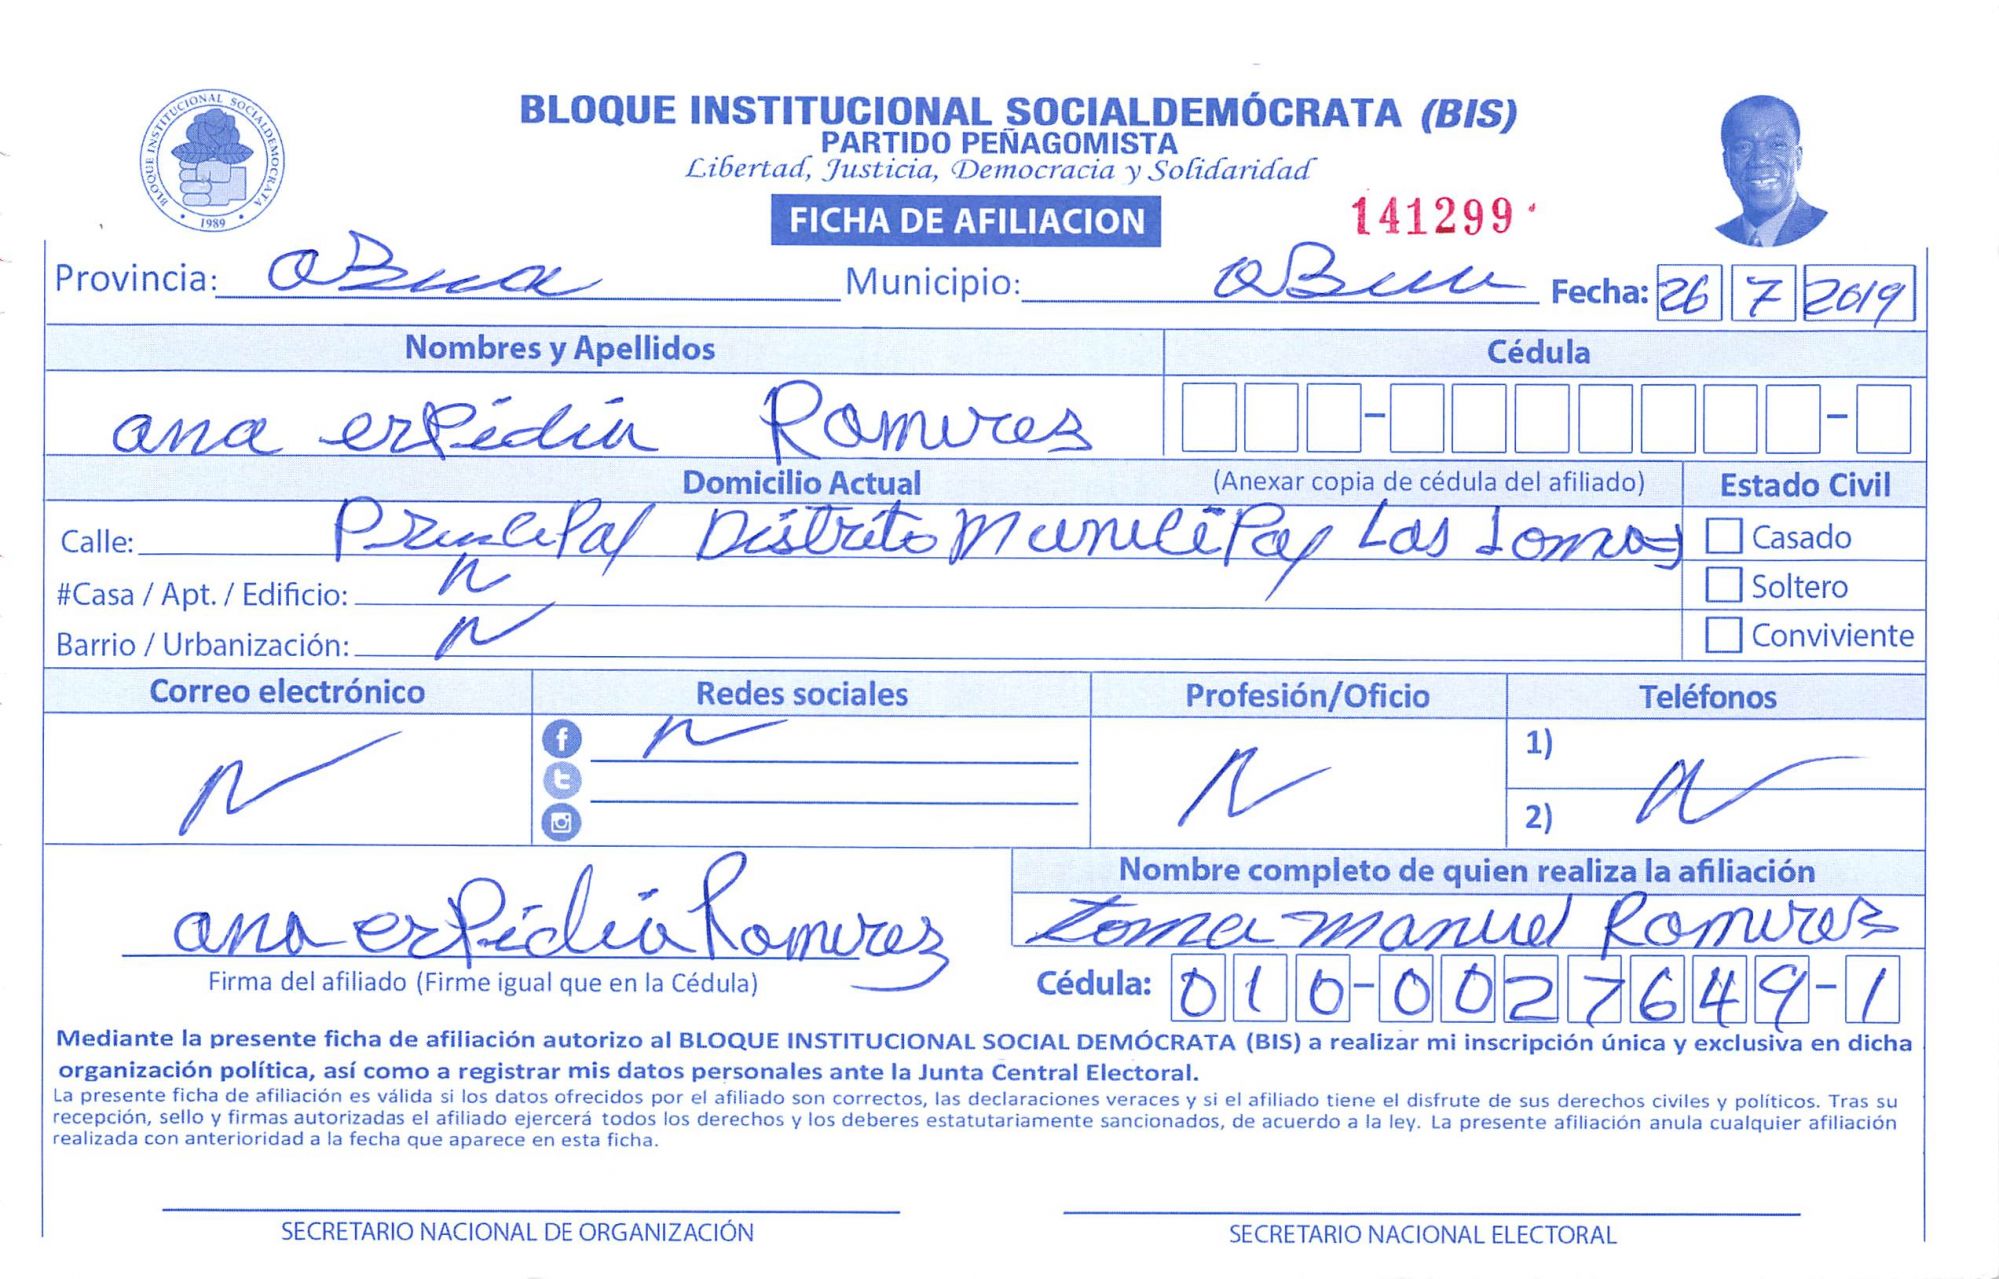 BLOQUE INSTITUCIONAL SOCIALDEMOCRATA
1989
BLOQUE INSTITUCIONAL SOCIALDEMÓCRATA (BIS)
PARTIDO PEÑAGOMISTA
Libertad, Justicia, Democracia y Solidaridad
FICHA DE AFILIACION
141299
Provincia: Municipio: Fecha: 26 7 2019
Nombres y Apellidos Cédula
ana erPidia Ramires
Domicilio Actual (Anexar copia de cédula del afiliado) Estado Civil
Calle: PrinciPal Distrito MuniciPal Las Lomas Casado
#Casa / Apt. / Edificio: N Soltero
Barrio / Urbanización: N Conviviente
Correo electrónico Redes sociales Profesión/Oficio Teléfonos
N N N 1) N
2)
Nombre completo de quien realiza la afiliación
ana erPidia Ramirez toma manuel Ramires
Firma del afiliado (Firme igual que en la Cédula) Cédula: 010-0027649-1
Mediante la presente ficha de afiliación autorizo al BLOQUE INSTITUCIONAL SOCIAL DEMÓCRATA (BIS) a realizar mi inscripción única y exclusiva en dicha
organización política, así como a registrar mis datos personales ante la Junta Central Electoral.
La presente ficha de afiliación es válida si los datos ofrecidos por el afiliado son correctos, las declaraciones veraces y si el afiliado tiene el disfrute de sus derechos civiles y políticos. Tras su
recepción, sello y firmas autorizadas el afiliado ejercerá todos los derechos y los deberes estatutariamente sancionados, de acuerdo a la ley. La presente afiliación anula cualquier afiliación
realizada con anterioridad a la fecha que aparece en esta ficha.
SECRETARIO NACIONAL DE ORGANIZACIÓN SECRETARIO NACIONAL ELECTORAL